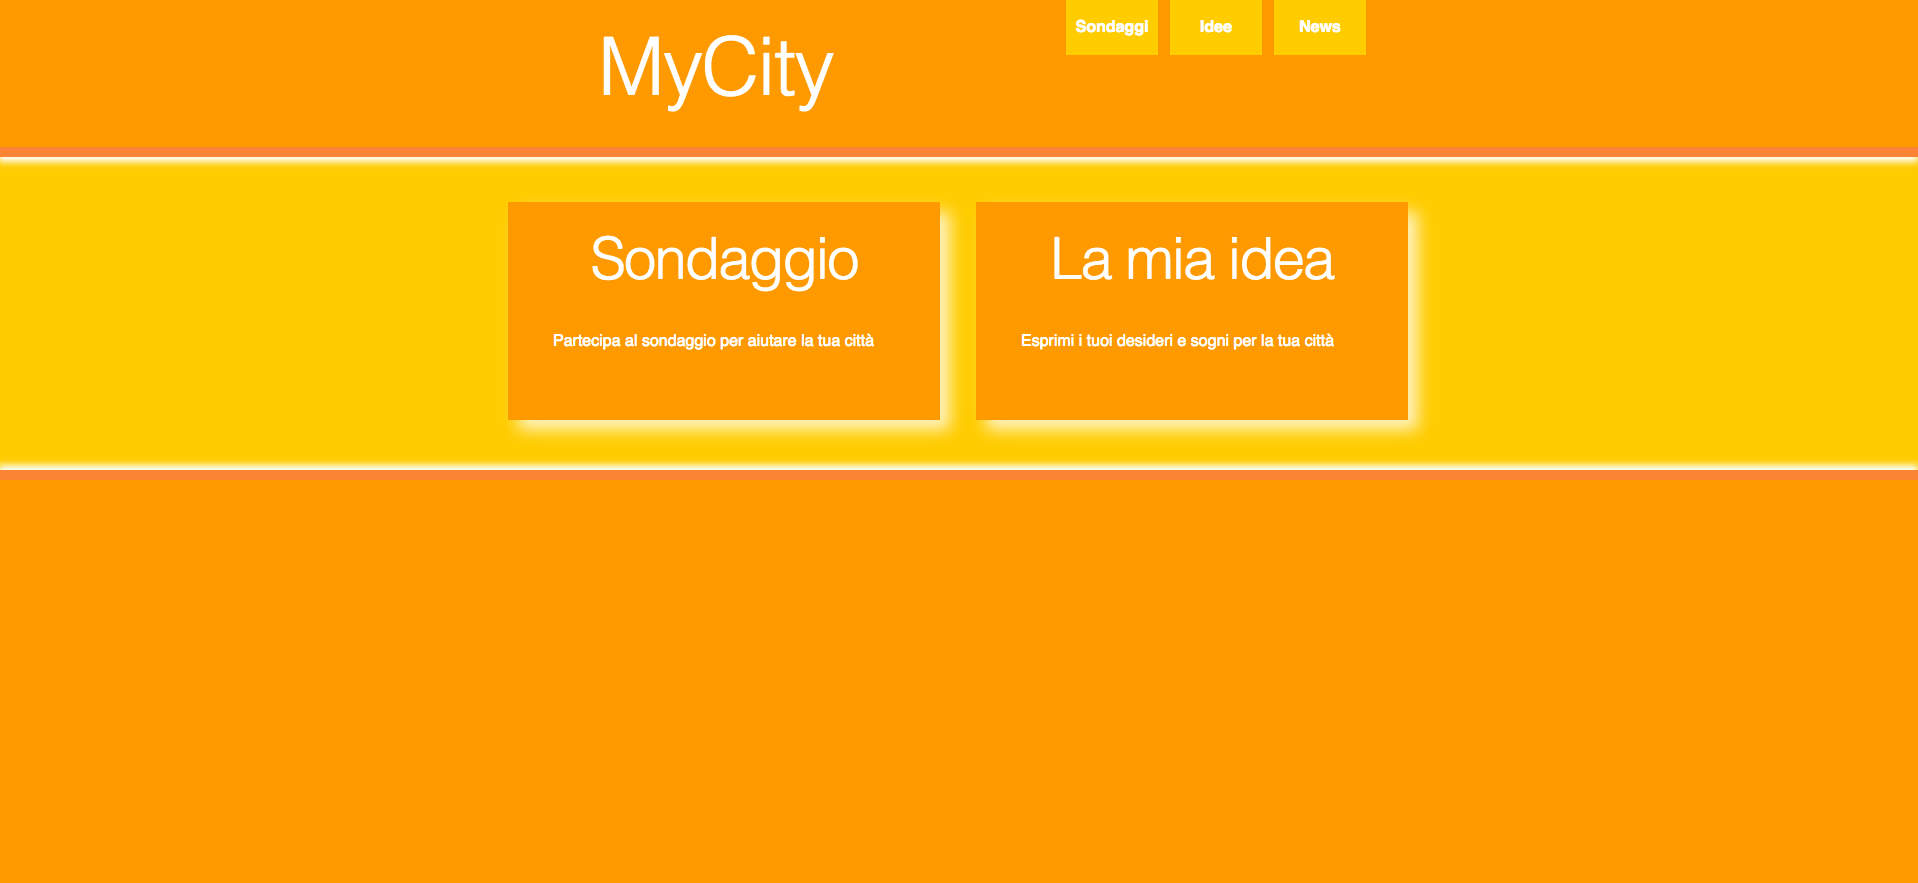 MyCity
Sondaggi
Idee
News
Sondaggio
La mia idea
Partecipa al sondaggio per aiutare la tua città
Esprimi i tuoi desideri e sogni per la tua città